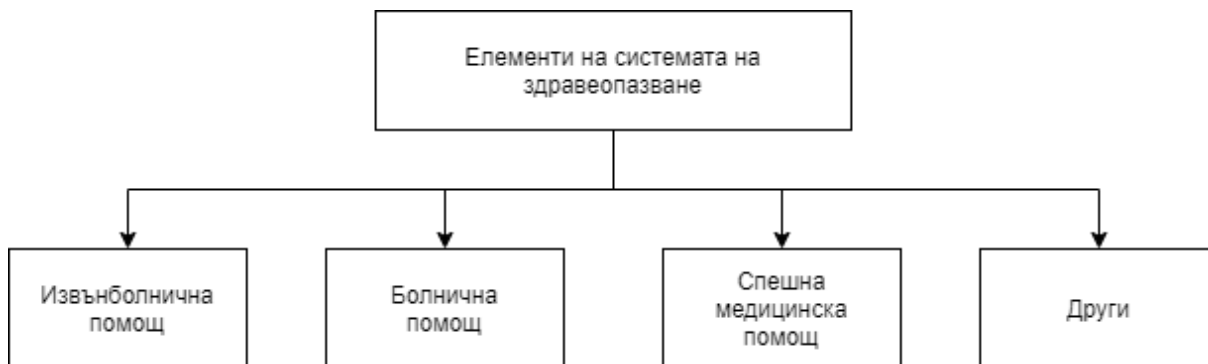 Елементи на системата на
здравеопазване
Извънболнична
помощ
Болнична
помощ
Спешна
медицинска
помощ
Други